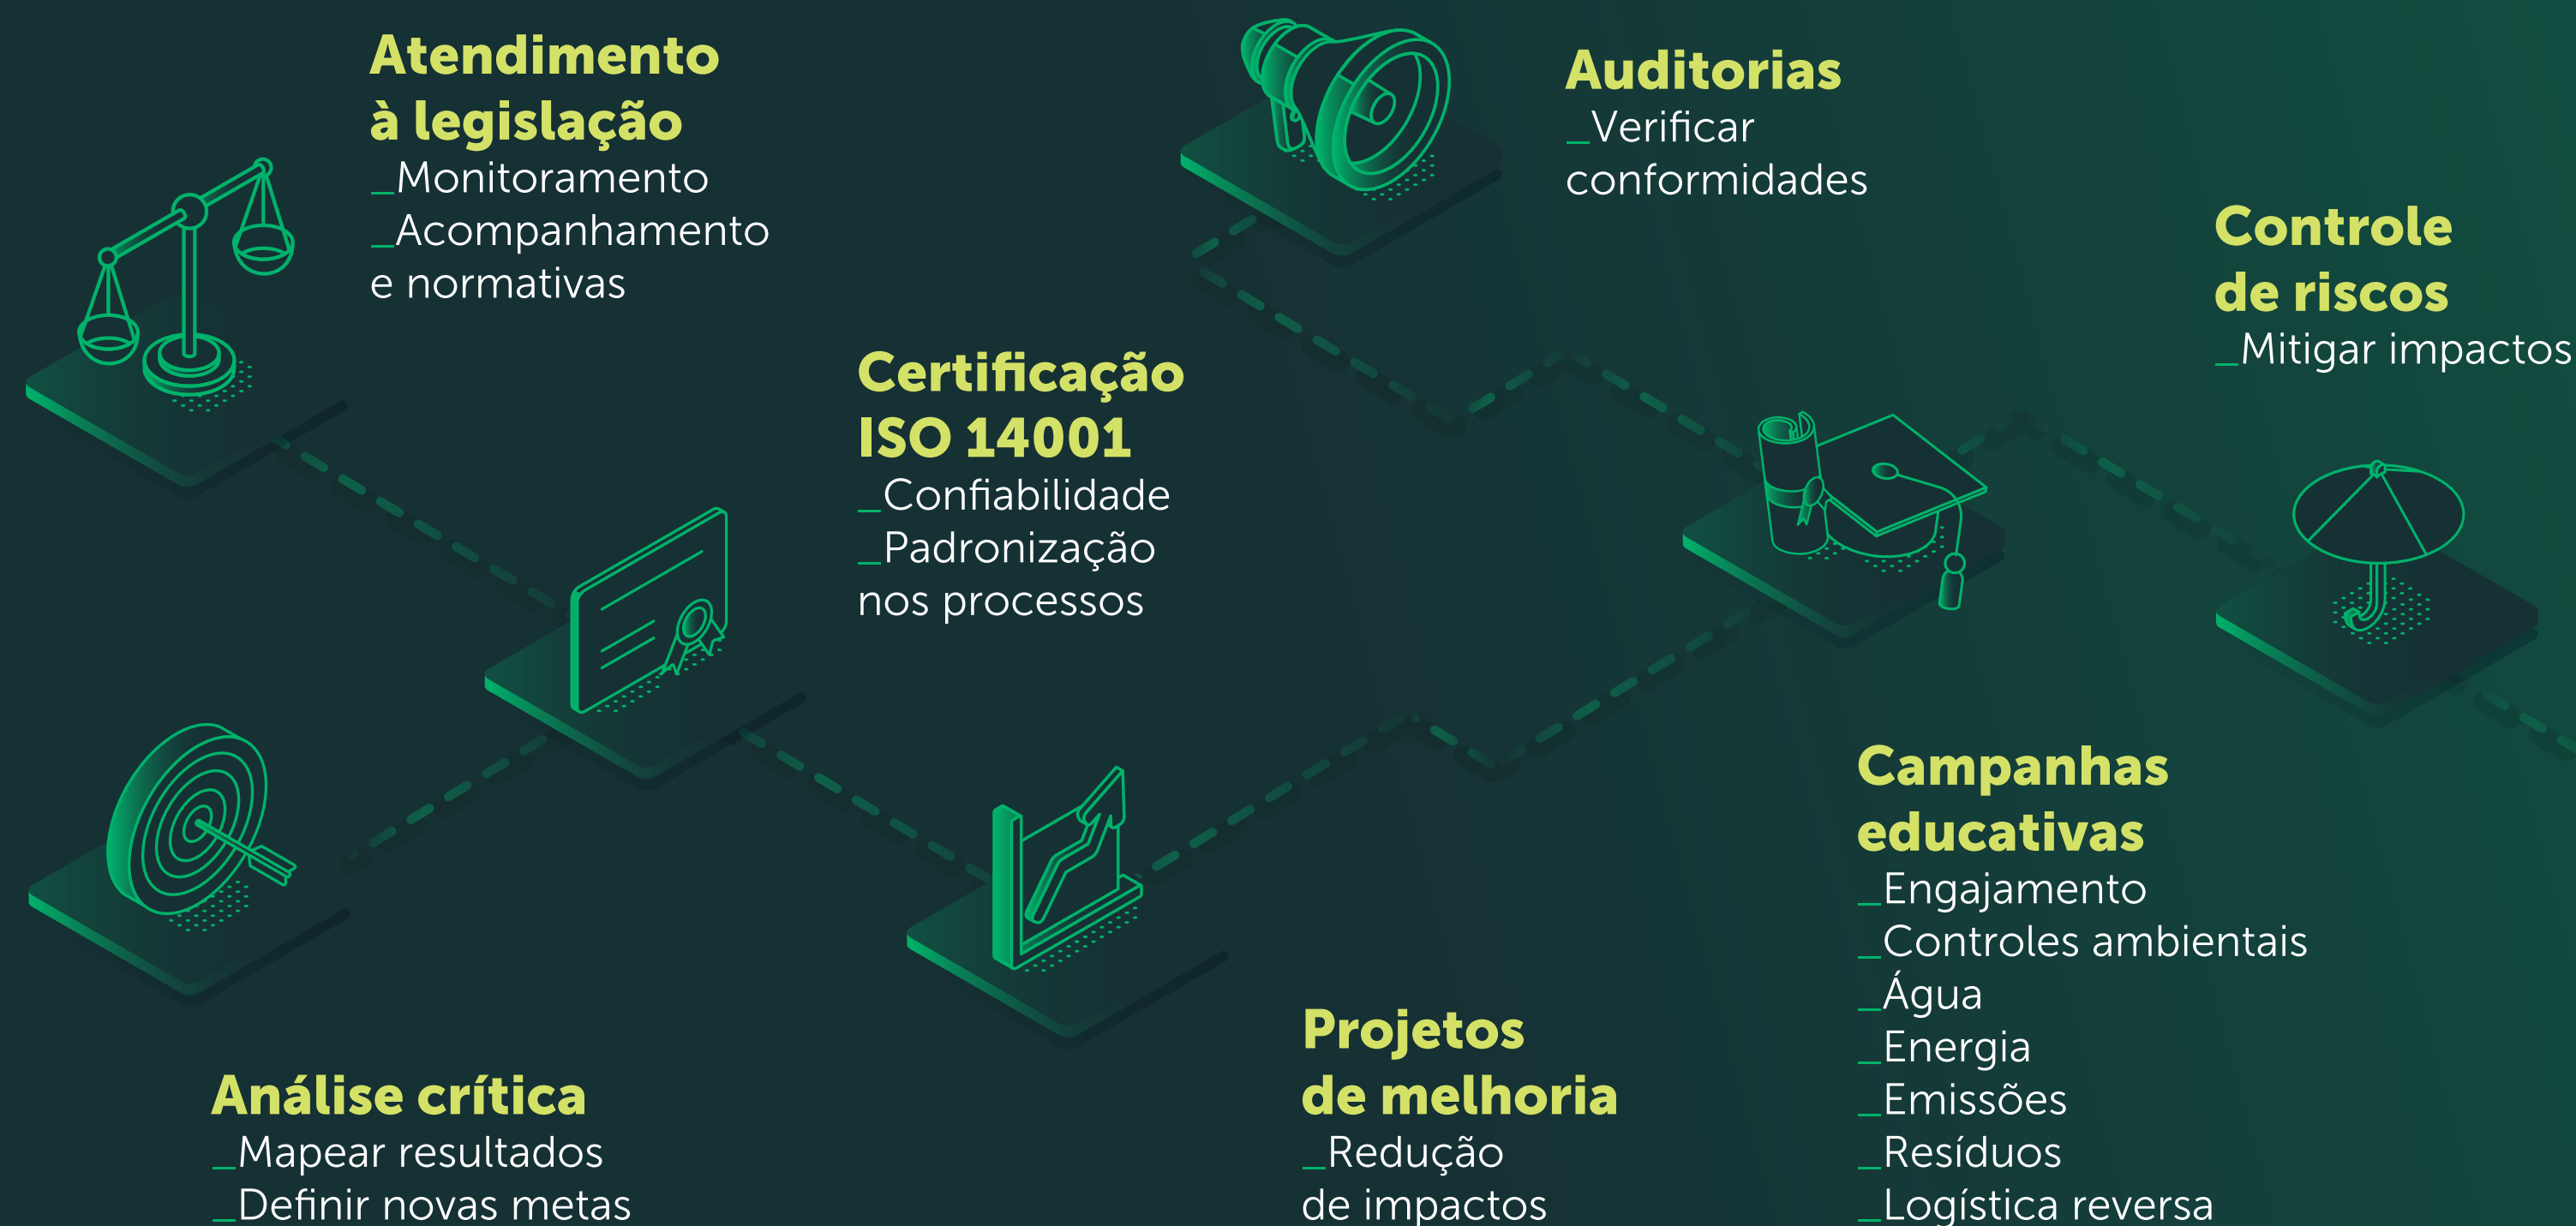 Atendimento
à legislação
_Monitoramento
_Acompanhamento
e normativas
Certificação
ISO 14001
_Confiabilidade
_Padronização
nos processos
Auditorias
_Verificar
conformidades
Controle
de riscos
_Mitigar impactos
Análise crítica
_Mapear resultados
_Definir novas metas
Projetos
de melhoria
_Redução
de impactos
Campanhas
educativas
_Engajamento
_Controles ambientais
_Água
_Energia
_Emissões
_Resíduos
_Logística reversa